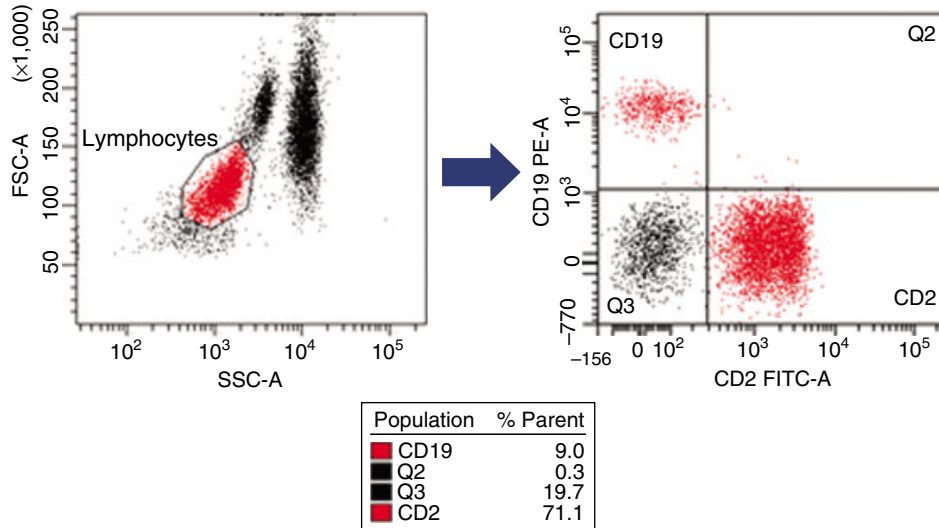 250
200
150
100
50
(×1,000)
FSC-A
Lymphocytes
10² 10³ 10⁴ 10⁵
SSC-A
CD19
Q2
Q3
CD2
10⁵
10⁴
10³
0
−770
CD19 PE-A
−156 0 10² 10³ 10⁴ 10⁵
CD2 FITC-A
Population % Parent
CD19 9.0
Q2 0.3
Q3 19.7
CD2 71.1